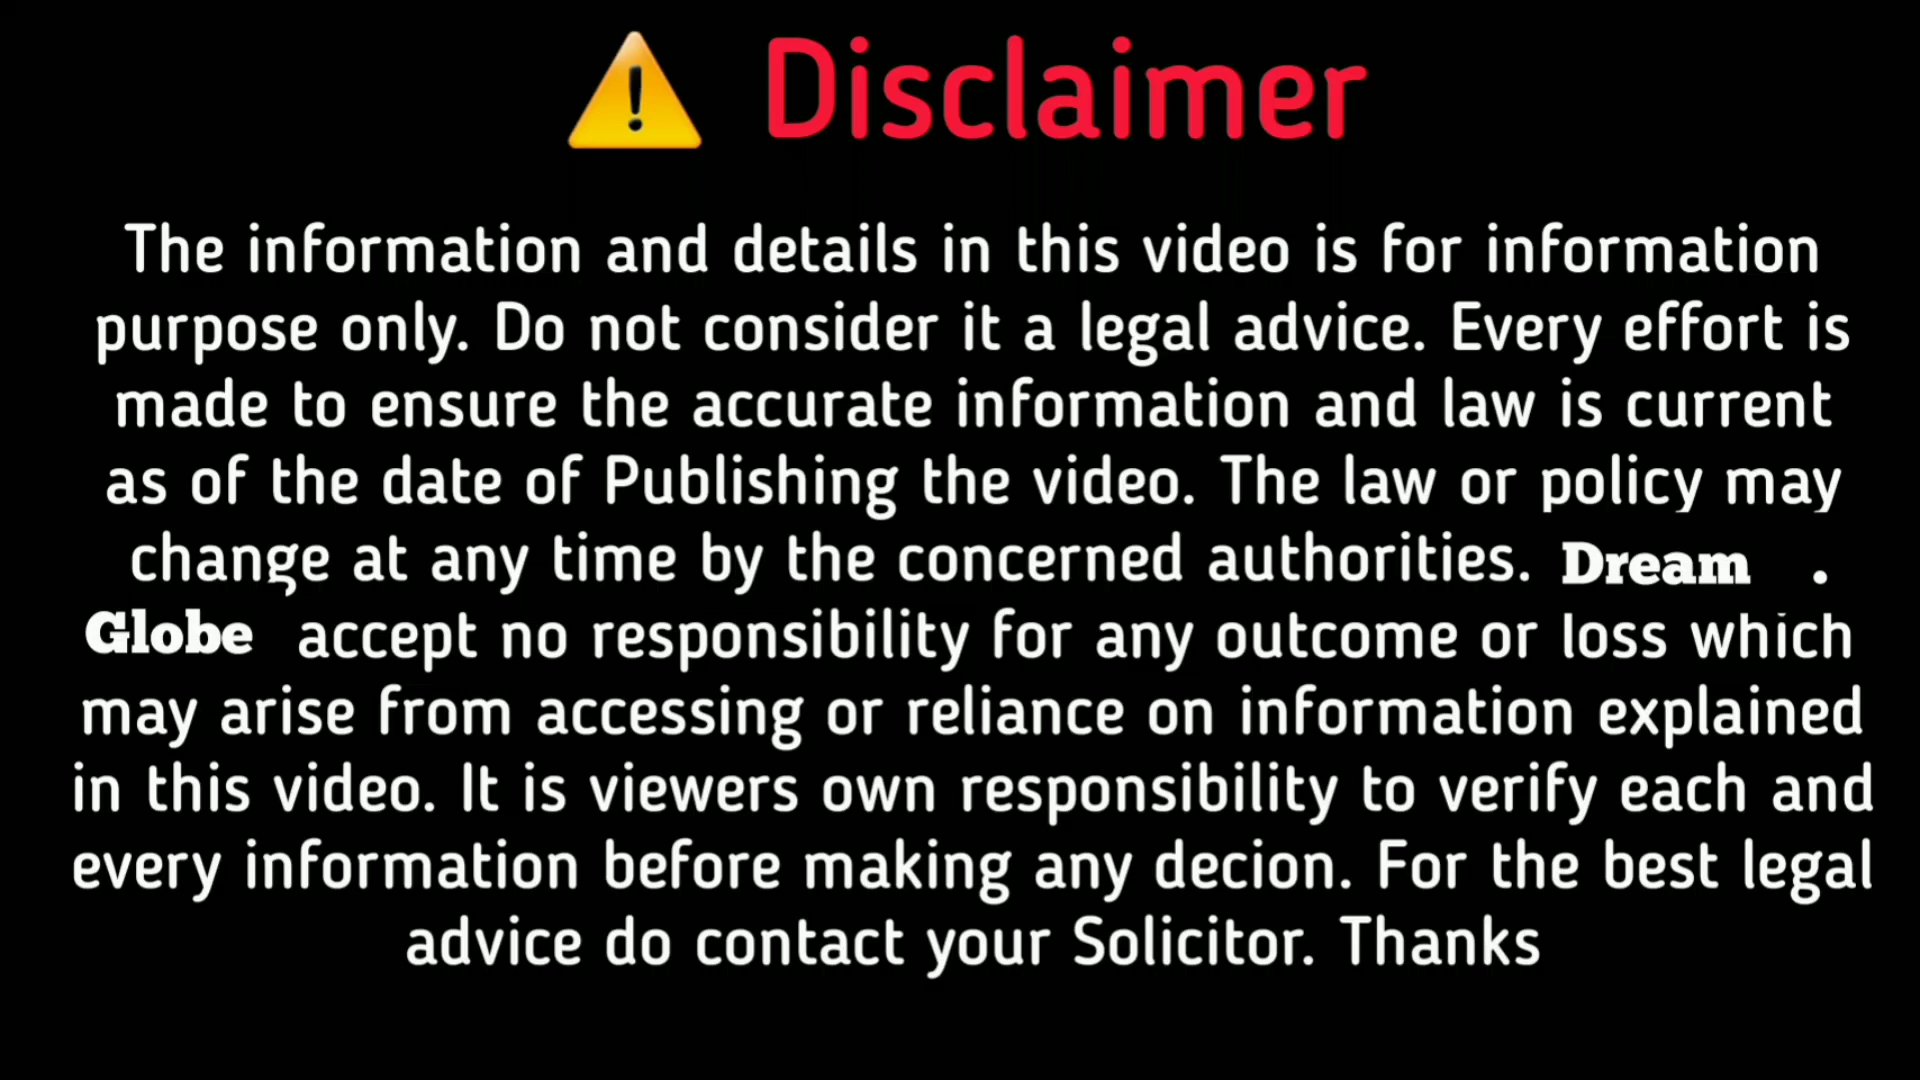 ⚠ Disclaimer
The information and details in this video is for information
purpose only. Do not consider it a legal advice. Every effort is
made to ensure the accurate information and law is current
as of the date of Publishing the video. The law or policy may
change at any time by the concerned authorities. Dream .
Globe accept no responsibility for any outcome or loss which
may arise from accessing or reliance on information explained
in this video. It is viewers own responsibility to verify each and
every information before making any decion. For the best legal
advice do contact your Solicitor. Thanks